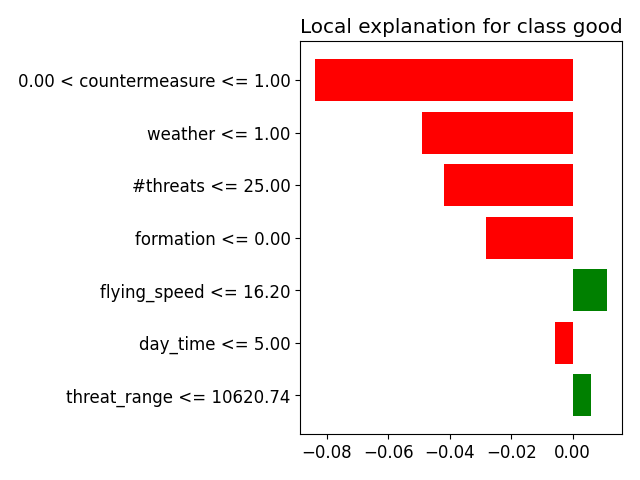 Local explanation for class good
0.00 < countermeasure <= 1.00
weather <= 1.00
#threats <= 25.00
formation <= 0.00
flying_speed <= 16.20
day_time <= 5.00
threat_range <= 10620.74
−0.08 −0.06 −0.04 −0.02 0.00